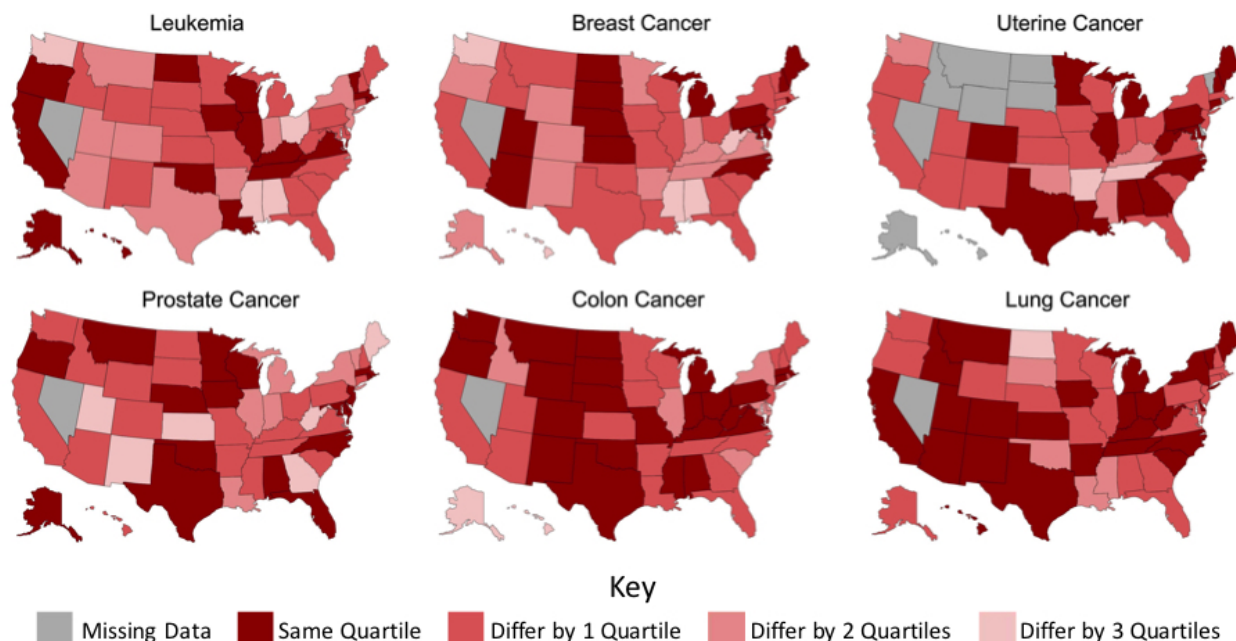 Leukemia
Breast Cancer
Uterine Cancer
Prostate Cancer
Colon Cancer
Lung Cancer
Key
Missing Data
Same Quartile
Differ by 1 Quartile
Differ by 2 Quartiles
Differ by 3 Quartiles